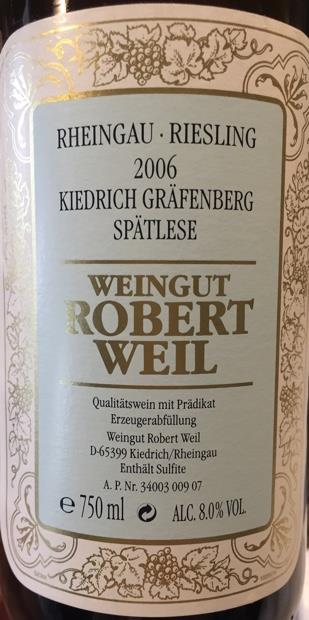 RHEINGAU · RIESLING
2006
KIEDRICH GRÄFENBERG
SPÄTLESE
WEINGUT
ROBERT
WEIL
Qualitätswein mit Prädikat
Erzeugerabfüllung
Weingut Robert Weil
D-65399 Kiedrich/Rheingau
Enthält Sulfite
A. P. Nr. 34003 009 07
℮ 750 ml ALC. 8.0% VOL.